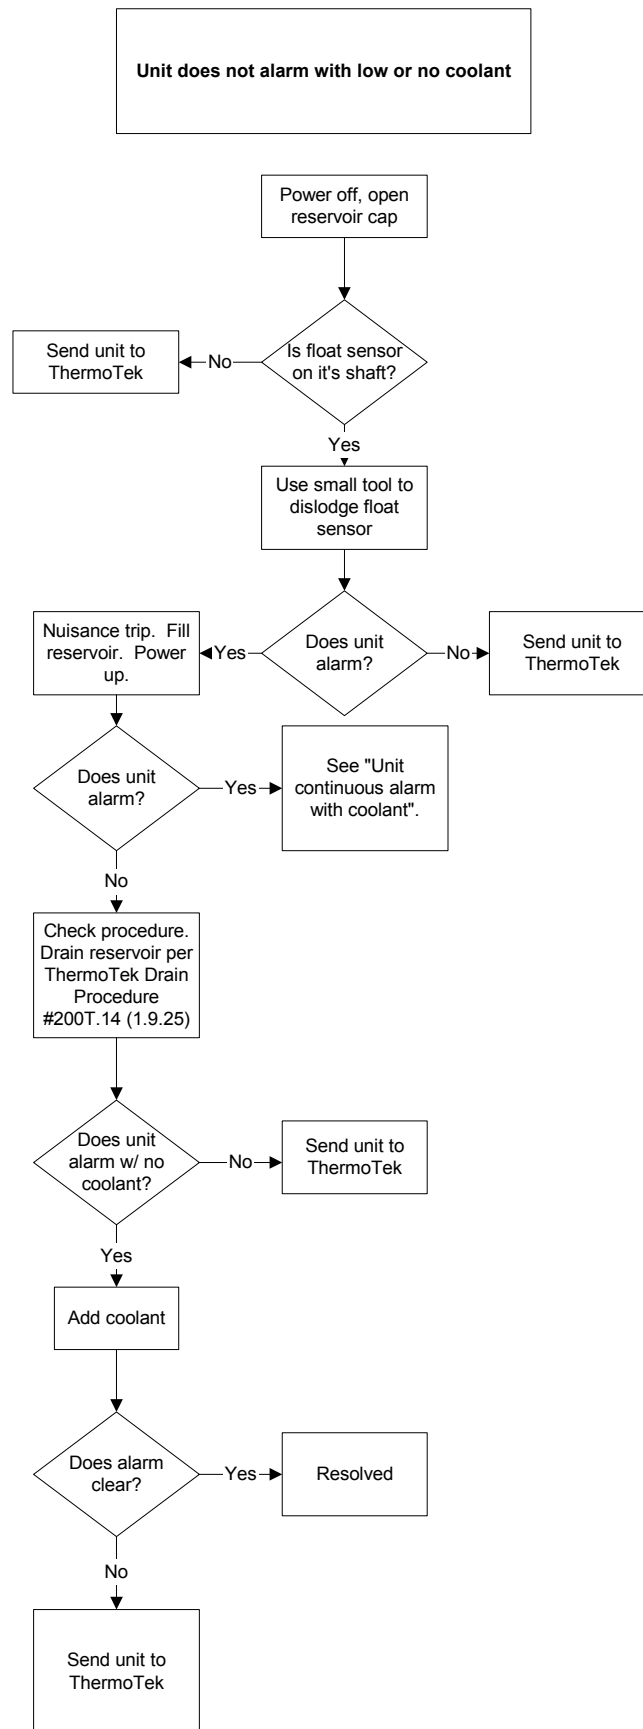 Unit does not alarm with low or no coolant
Power off, open
reservoir cap
Is float sensor
on it's shaft?
No
Send unit to
ThermoTek
Yes
Use small tool to
dislodge float
sensor
Does unit
alarm?
No
Send unit to
ThermoTek
Yes
Nuisance trip. Fill
reservoir. Power
up.
Does unit
alarm?
Yes
See "Unit
continuous alarm
with coolant".
No
Check procedure.
Drain reservoir per
ThermoTek Drain
Procedure
#200T.14 (1.9.25)
Does unit
alarm w/ no
coolant?
No
Send unit to
ThermoTek
Yes
Add coolant
Does alarm
clear?
Yes
Resolved
No
Send unit to
ThermoTek